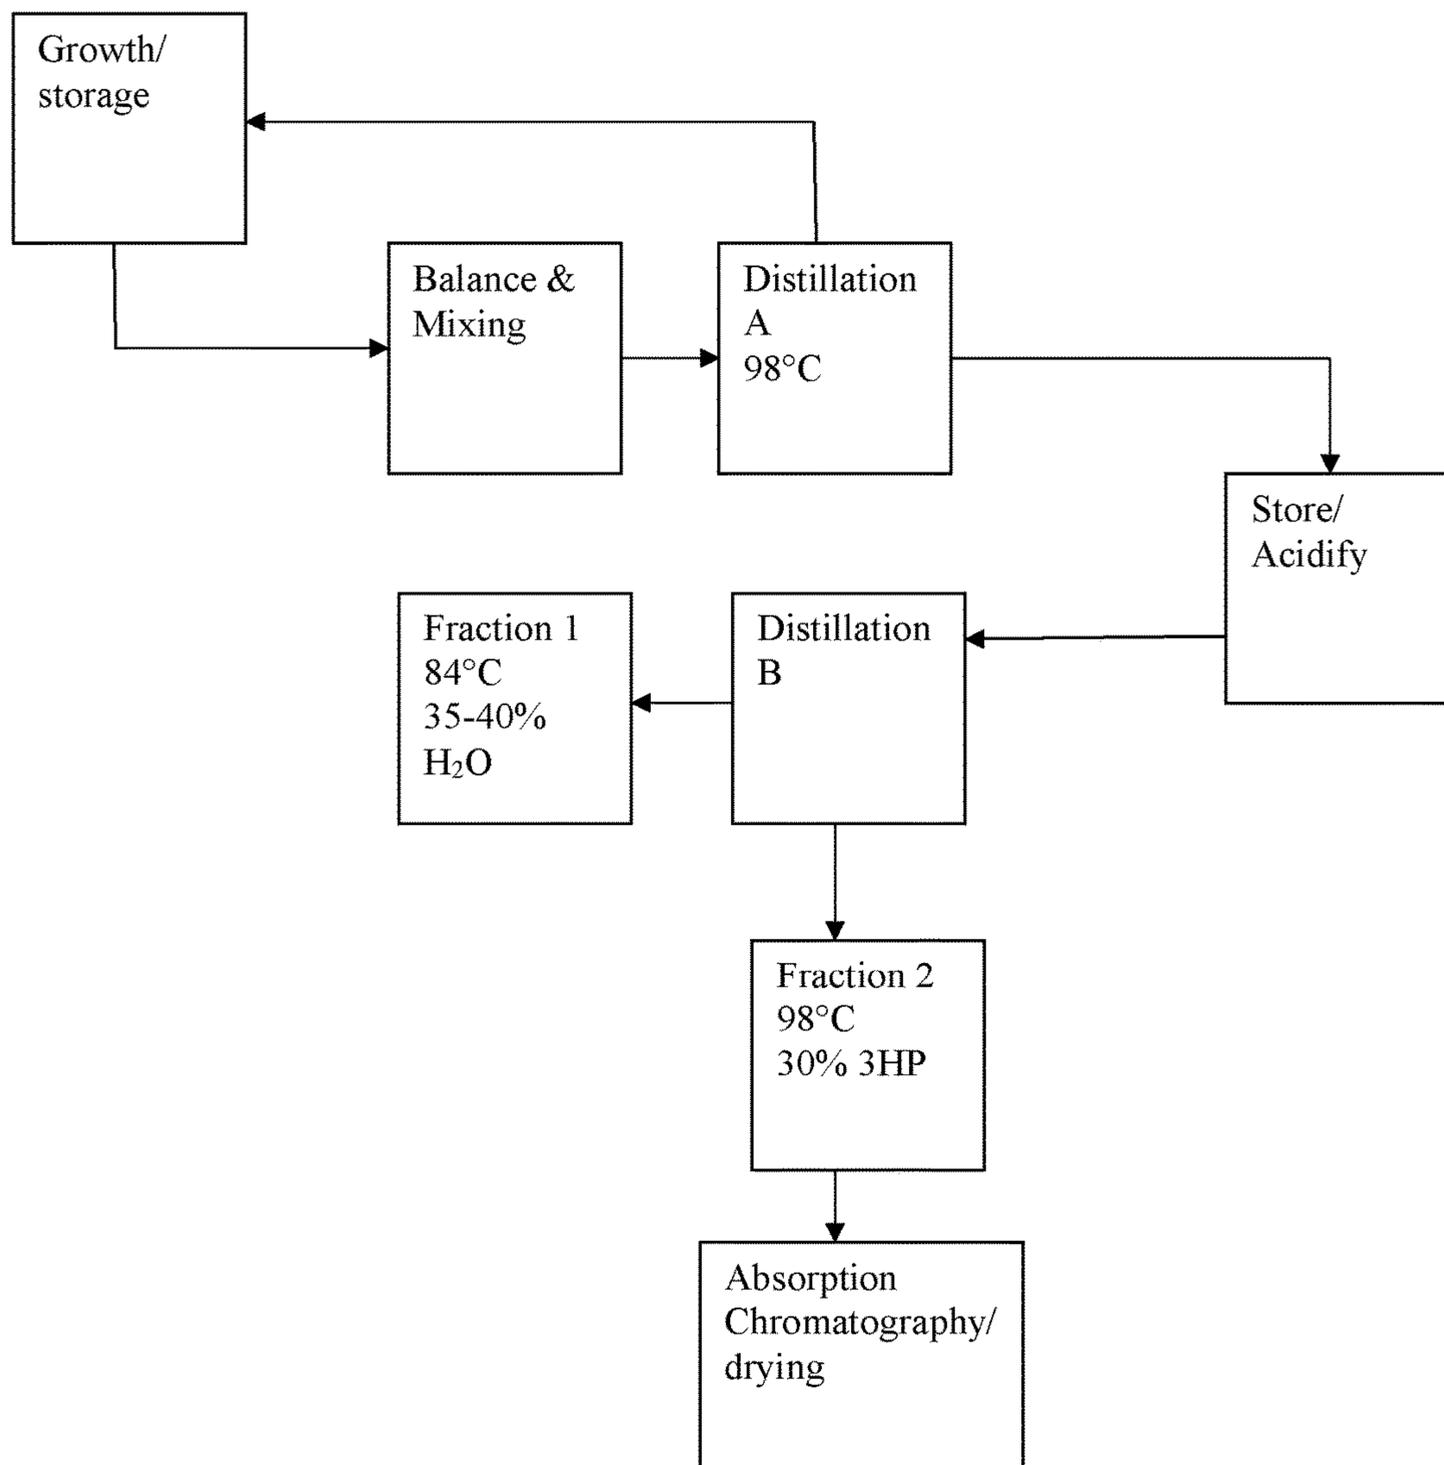 Growth/
storage
Balance &
Mixing
Distillation
A
98°C
Store/
Acidify
Fraction 1
84°C
35-40%
H₂O
Distillation
B
Fraction 2
98°C
30% 3HP
Absorption
Chromatography/
drying